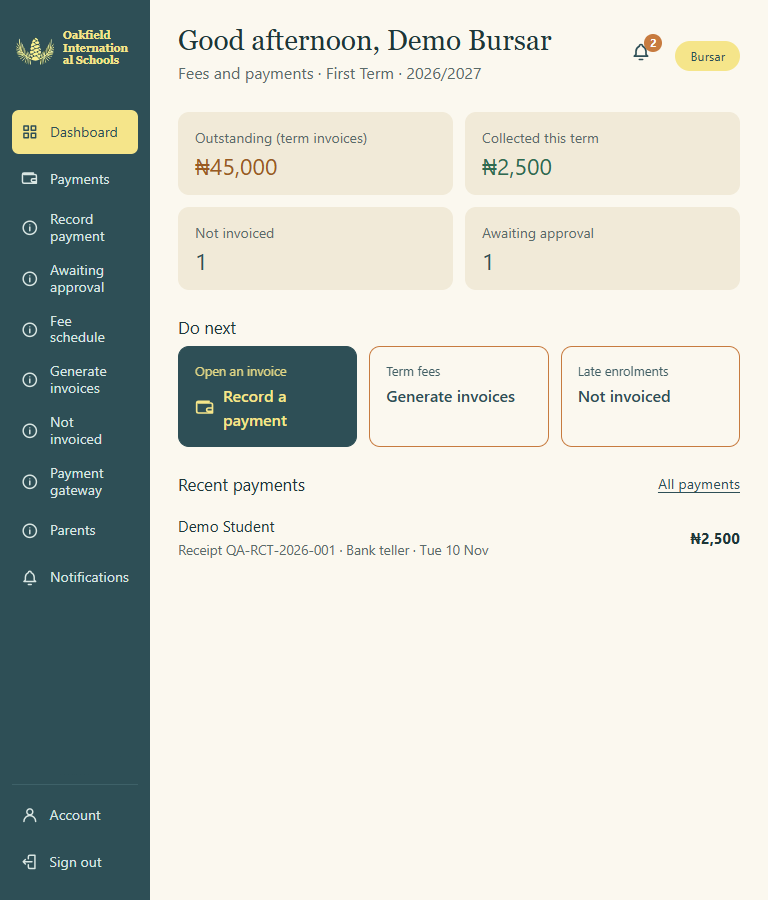 Oakfield
Internation
al Schools
Dashboard
Payments
Record
payment
Awaiting
approval
Fee
schedule
Generate
invoices
Not
invoiced
Payment
gateway
Parents
Notifications
Account
Sign out
Good afternoon, Demo Bursar
Fees and payments · First Term · 2026/2027
2
Bursar
Outstanding (term invoices)
₦45,000
Collected this term
₦2,500
Not invoiced
1
Awaiting approval
1
Do next
Open an invoice
Record a
payment
Term fees
Generate invoices
Late enrolments
Not invoiced
Recent payments
All payments
Demo Student
Receipt QA-RCT-2026-001 · Bank teller · Tue 10 Nov
₦2,500